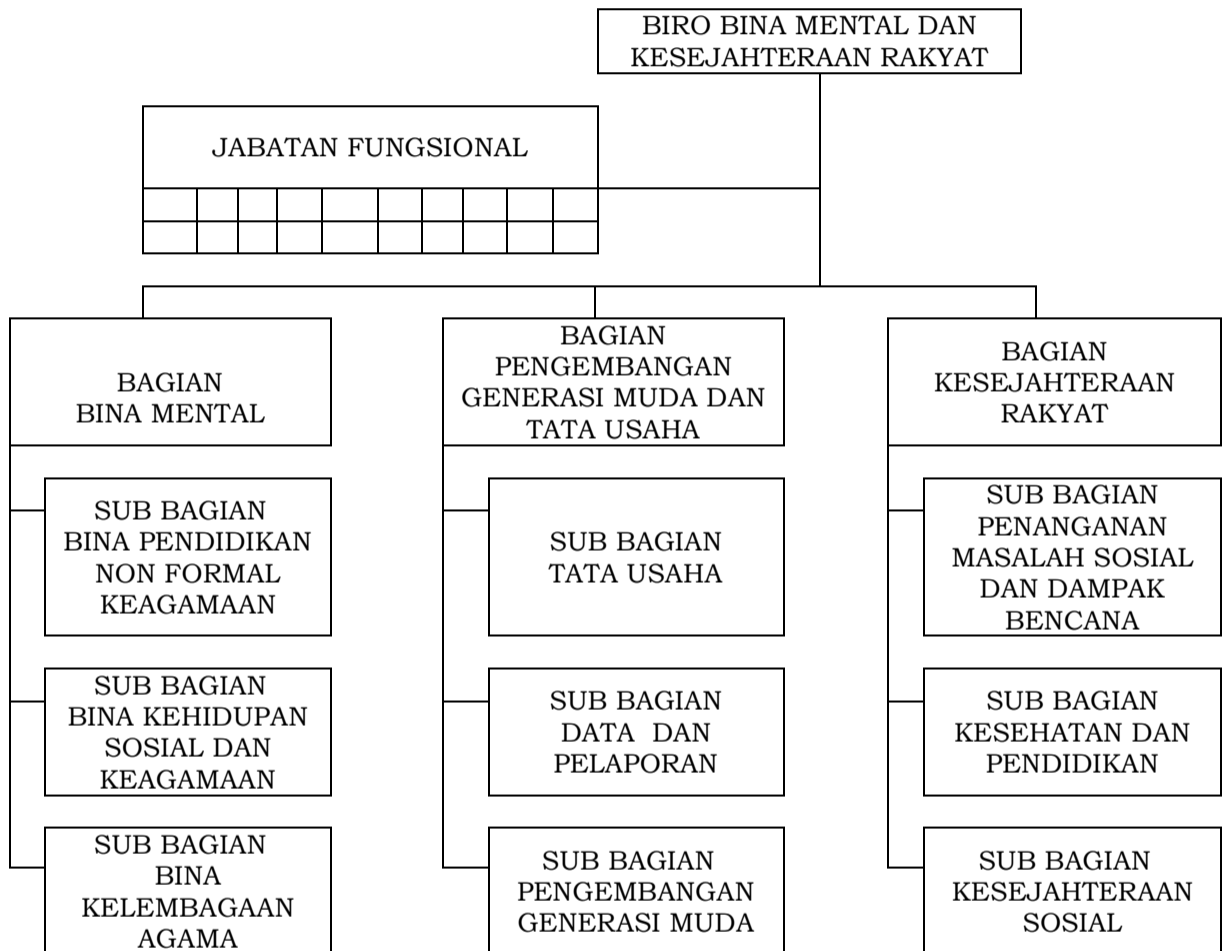 BIRO BINA MENTAL DAN
KESEJAHTERAAN RAKYAT
JABATAN FUNGSIONAL
BAGIAN
BINA MENTAL
BAGIAN
PENGEMBANGAN
GENERASI MUDA DAN
TATA USAHA
BAGIAN
KESEJAHTERAAN
RAKYAT
SUB BAGIAN
BINA PENDIDIKAN
NON FORMAL
KEAGAMAAN
SUB BAGIAN
TATA USAHA
SUB BAGIAN
PENANGANAN
MASALAH SOSIAL
DAN DAMPAK
BENCANA
SUB BAGIAN
BINA KEHIDUPAN
SOSIAL DAN
KEAGAMAAN
SUB BAGIAN
DATA DAN
PELAPORAN
SUB BAGIAN
KESEHATAN DAN
PENDIDIKAN
SUB BAGIAN
BINA
KELEMBAGAAN
AGAMA
SUB BAGIAN
PENGEMBANGAN
GENERASI MUDA
SUB BAGIAN
KESEJAHTERAAN
SOSIAL